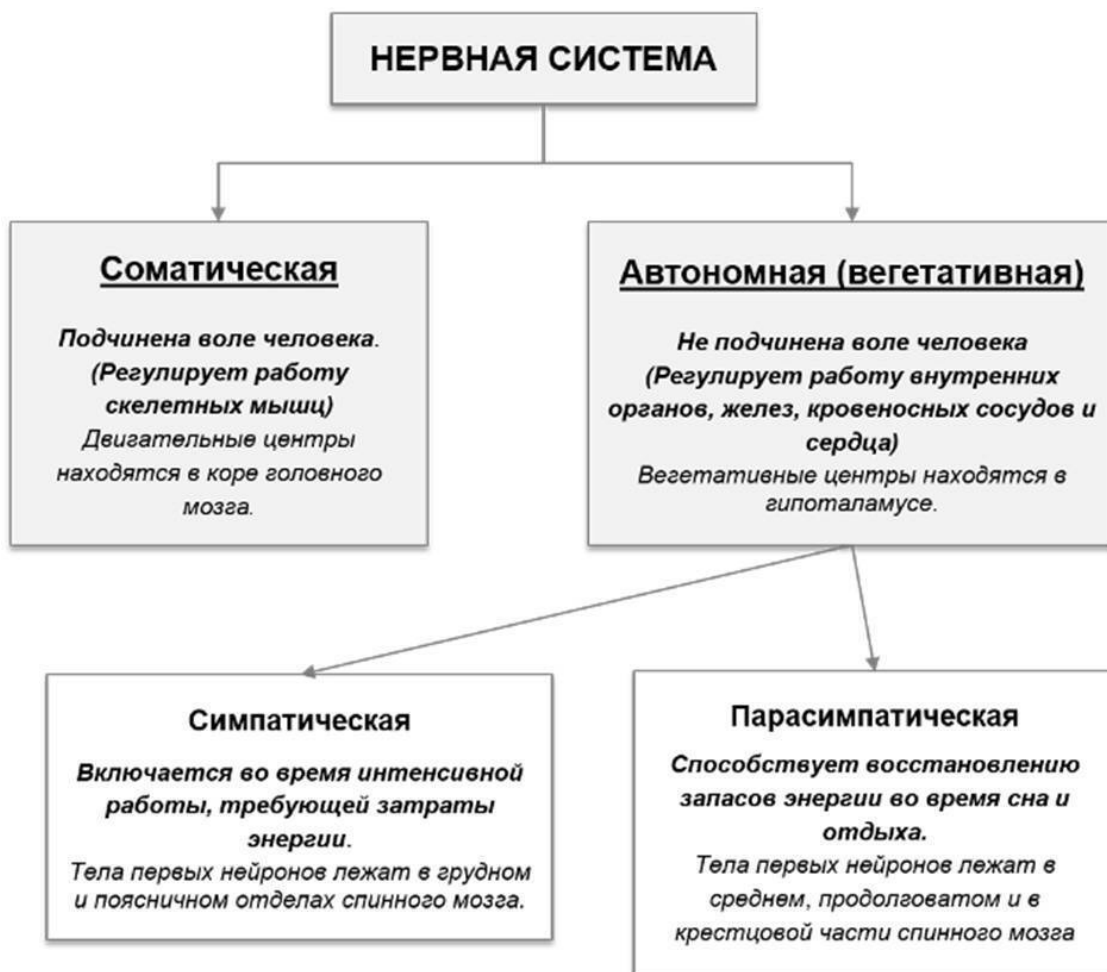 НЕРВНАЯ СИСТЕМА
Соматическая
Подчинена воле человека.
(Регулирует работу
скелетных мышц)
Двигательные центры
находятся в коре головного
мозга.
Автономная (вегетативная)
Не подчинена воле человека
(Регулирует работу внутренних
органов, желез, кровеносных сосудов и
сердца)
Вегетативные центры находятся в
гипоталамусе.
Симпатическая
Включается во время интенсивной
работы, требующей затраты
энергии.
Тела первых нейронов лежат в грудном
и поясничном отделах спинного мозга.
Парасимпатическая
Способствует восстановлению
запасов энергии во время сна и
отдыха.
Тела первых нейронов лежат в
среднем, продолговатом и в
крестцовой части спинного мозга